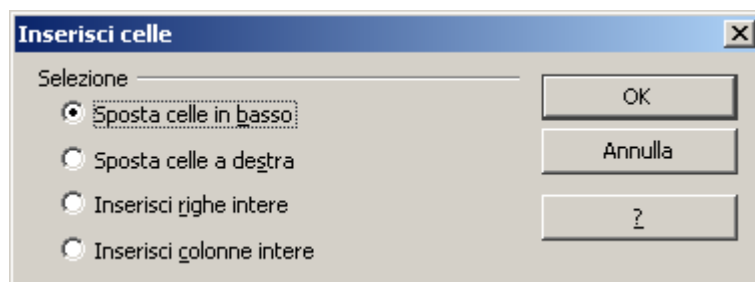 Inserisci celle
Selezione
Sposta celle in basso
Sposta celle a destra
Inserisci righe intere
Inserisci colonne intere
OK
Annulla
?